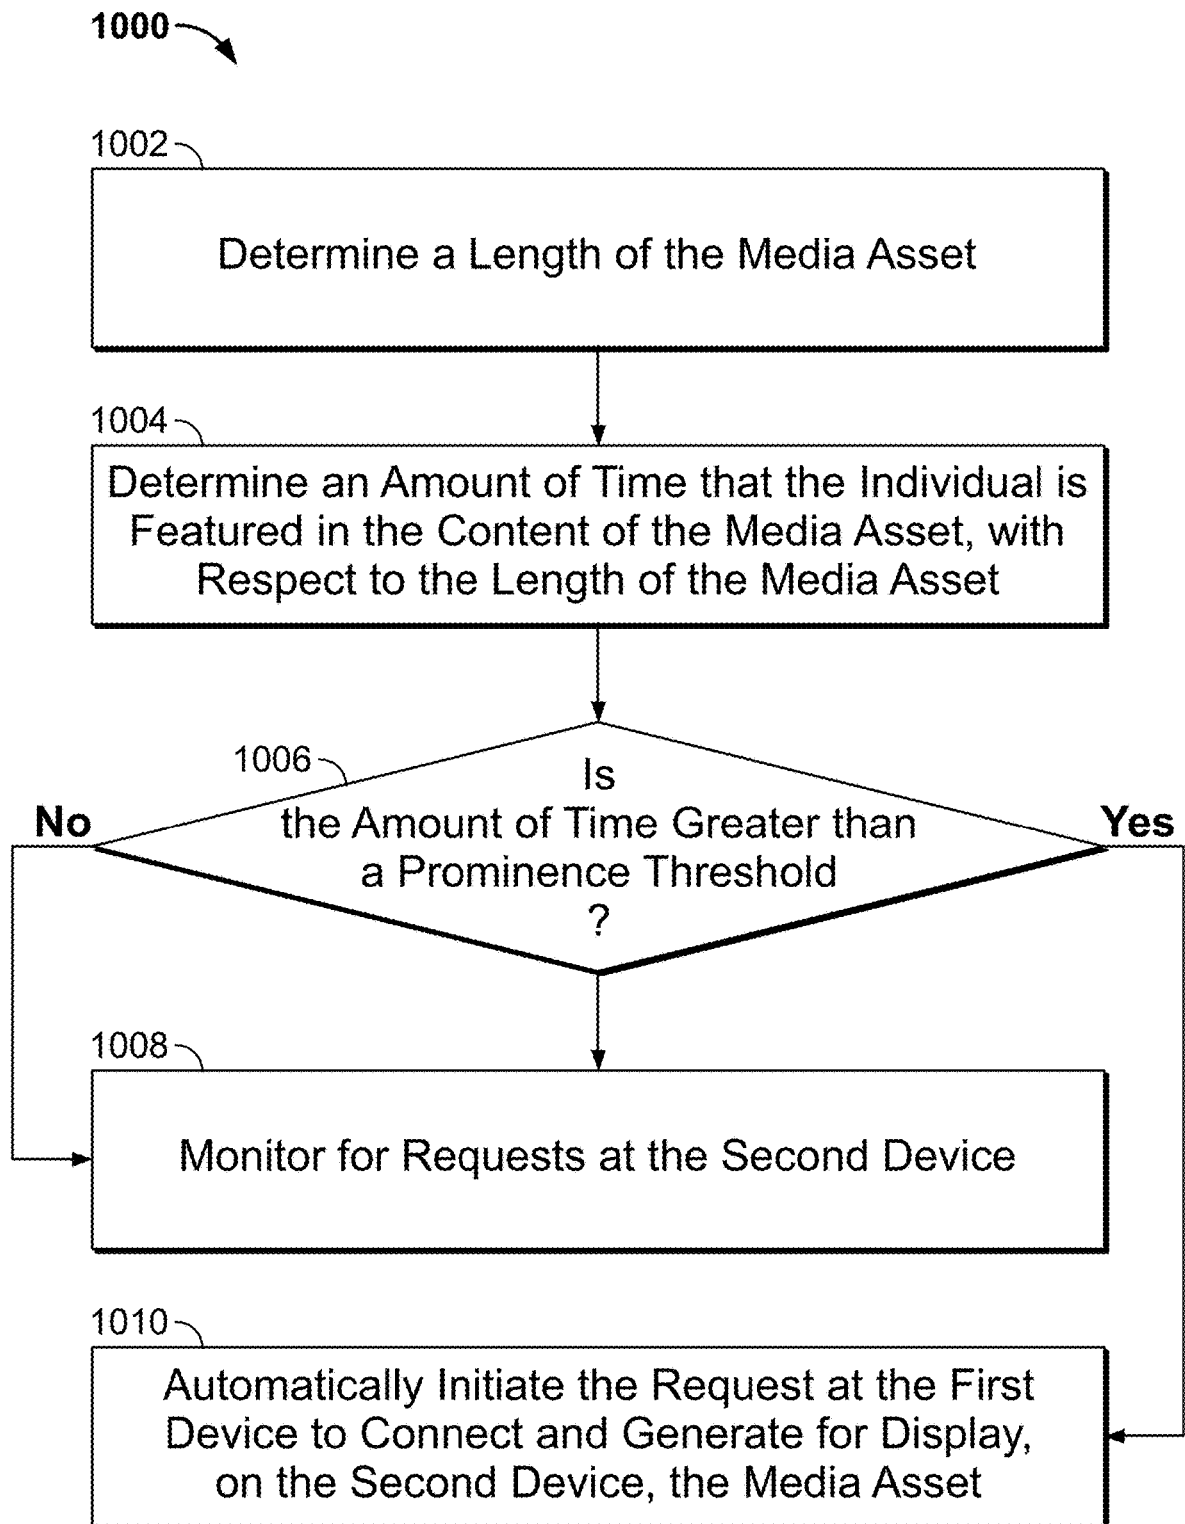 1000
1002
Determine a Length of the Media Asset
1004
Determine an Amount of Time that the Individual is
Featured in the Content of the Media Asset, with
Respect to the Length of the Media Asset
1006
Is
No
the Amount of Time Greater than
Yes
a Prominence Threshold
?
1008
Monitor for Requests at the Second Device
1010
Automatically Initiate the Request at the First
Device to Connect and Generate for Display,
on the Second Device, the Media Asset